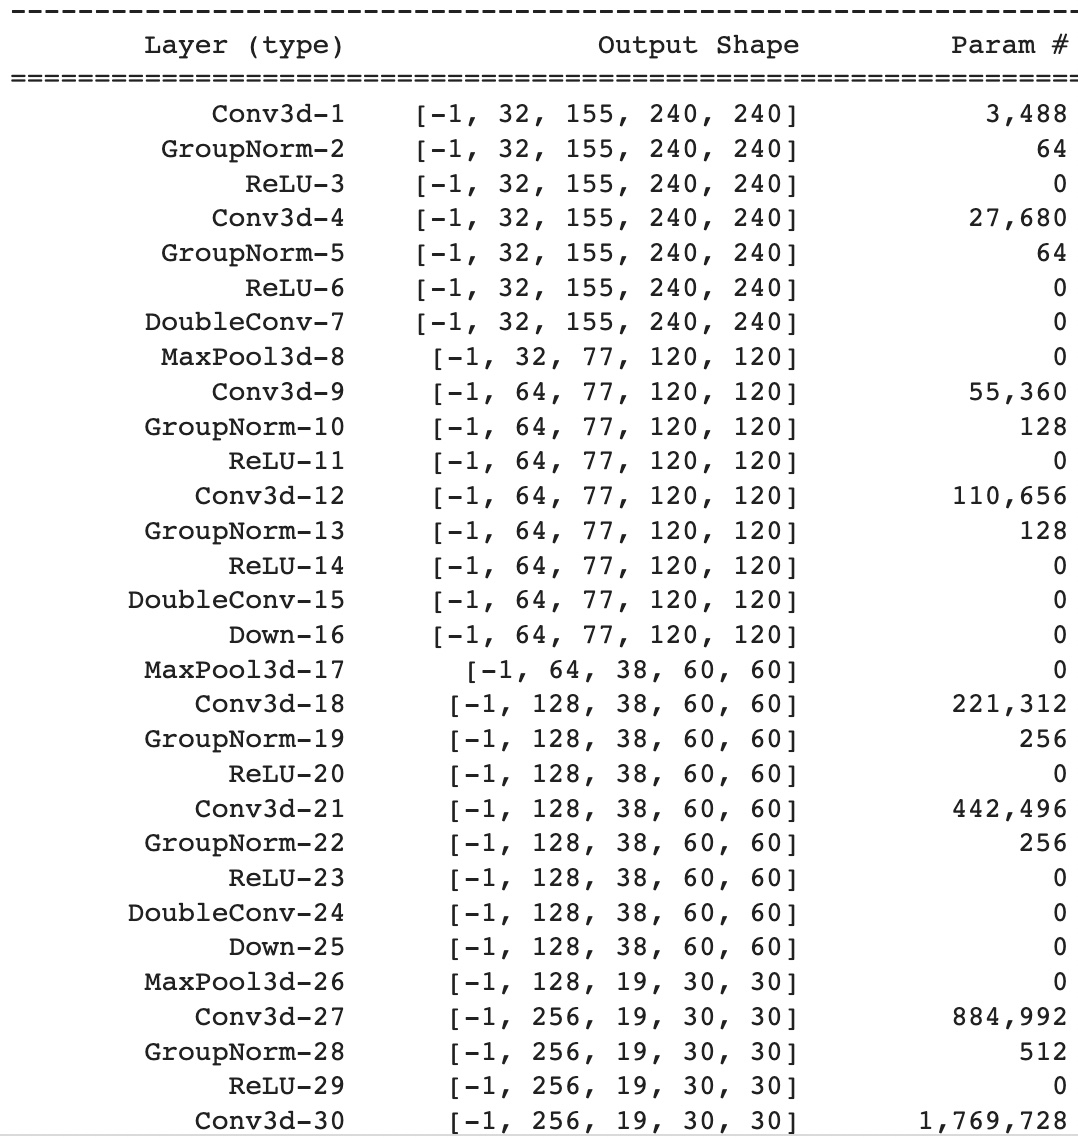 ----------------------------------------------------------------
Layer (type) Output Shape Param #
================================================================
Conv3d-1 [-1, 32, 155, 240, 240] 3,488
GroupNorm-2 [-1, 32, 155, 240, 240] 64
ReLU-3 [-1, 32, 155, 240, 240] 0
Conv3d-4 [-1, 32, 155, 240, 240] 27,680
GroupNorm-5 [-1, 32, 155, 240, 240] 64
ReLU-6 [-1, 32, 155, 240, 240] 0
DoubleConv-7 [-1, 32, 155, 240, 240] 0
MaxPool3d-8 [-1, 32, 77, 120, 120] 0
Conv3d-9 [-1, 64, 77, 120, 120] 55,360
GroupNorm-10 [-1, 64, 77, 120, 120] 128
ReLU-11 [-1, 64, 77, 120, 120] 0
Conv3d-12 [-1, 64, 77, 120, 120] 110,656
GroupNorm-13 [-1, 64, 77, 120, 120] 128
ReLU-14 [-1, 64, 77, 120, 120] 0
DoubleConv-15 [-1, 64, 77, 120, 120] 0
Down-16 [-1, 64, 77, 120, 120] 0
MaxPool3d-17 [-1, 64, 38, 60, 60] 0
Conv3d-18 [-1, 128, 38, 60, 60] 221,312
GroupNorm-19 [-1, 128, 38, 60, 60] 256
ReLU-20 [-1, 128, 38, 60, 60] 0
Conv3d-21 [-1, 128, 38, 60, 60] 442,496
GroupNorm-22 [-1, 128, 38, 60, 60] 256
ReLU-23 [-1, 128, 38, 60, 60] 0
DoubleConv-24 [-1, 128, 38, 60, 60] 0
Down-25 [-1, 128, 38, 60, 60] 0
MaxPool3d-26 [-1, 128, 19, 30, 30] 0
Conv3d-27 [-1, 256, 19, 30, 30] 884,992
GroupNorm-28 [-1, 256, 19, 30, 30] 512
ReLU-29 [-1, 256, 19, 30, 30] 0
Conv3d-30 [-1, 256, 19, 30, 30] 1,769,728